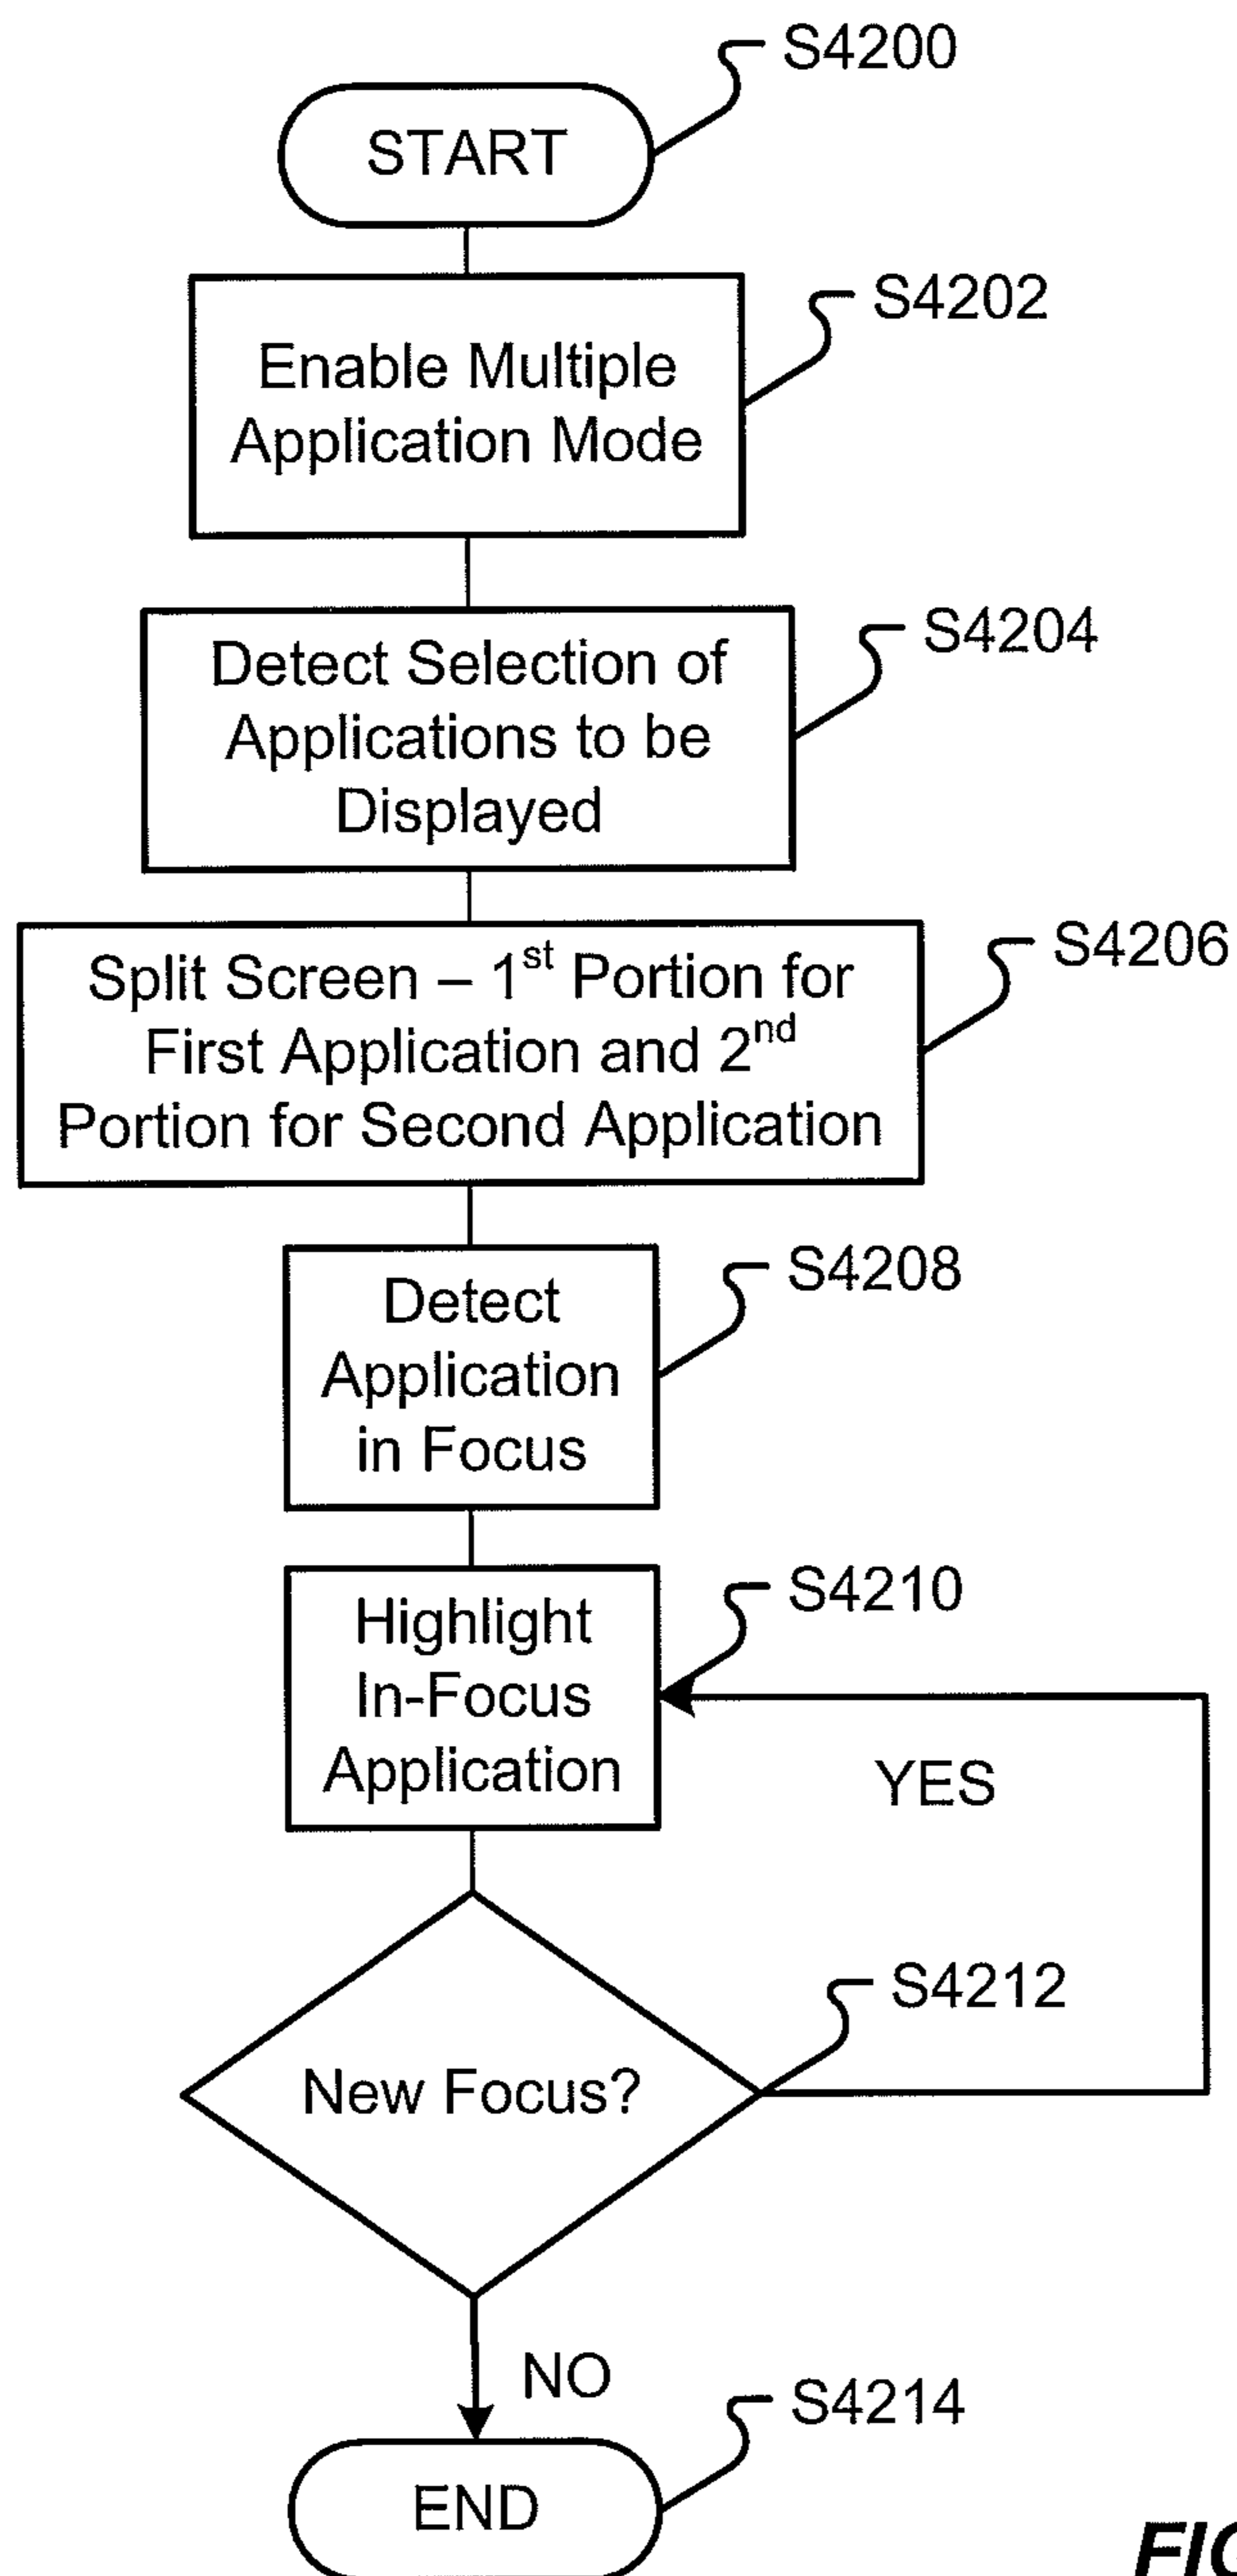 S4200
START
S4202
Enable Multiple
Application Mode
S4204
Detect Selection of
Applications to be
Displayed
S4206
Split Screen – 1st Portion for
First Application and 2nd
Portion for Second Application
S4208
Detect
Application
in Focus
S4210
Highlight
In-Focus
Application
YES
S4212
New Focus?
NO
S4214
END